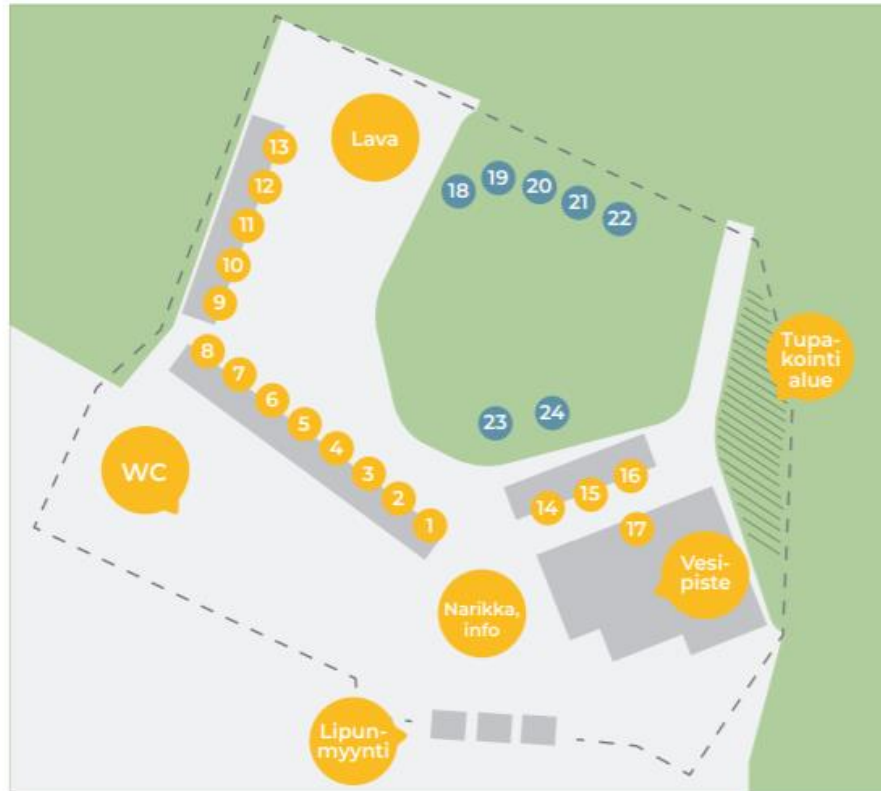 Lava
13
12
11
10
9
8
7
6
5
4
3
2
1
18
19
20
21
22
23
24
Tupa-
kointi
alue
WC
14
15
16
17
Vesi-
piste
Narikka,
info
Lipun-
myynti